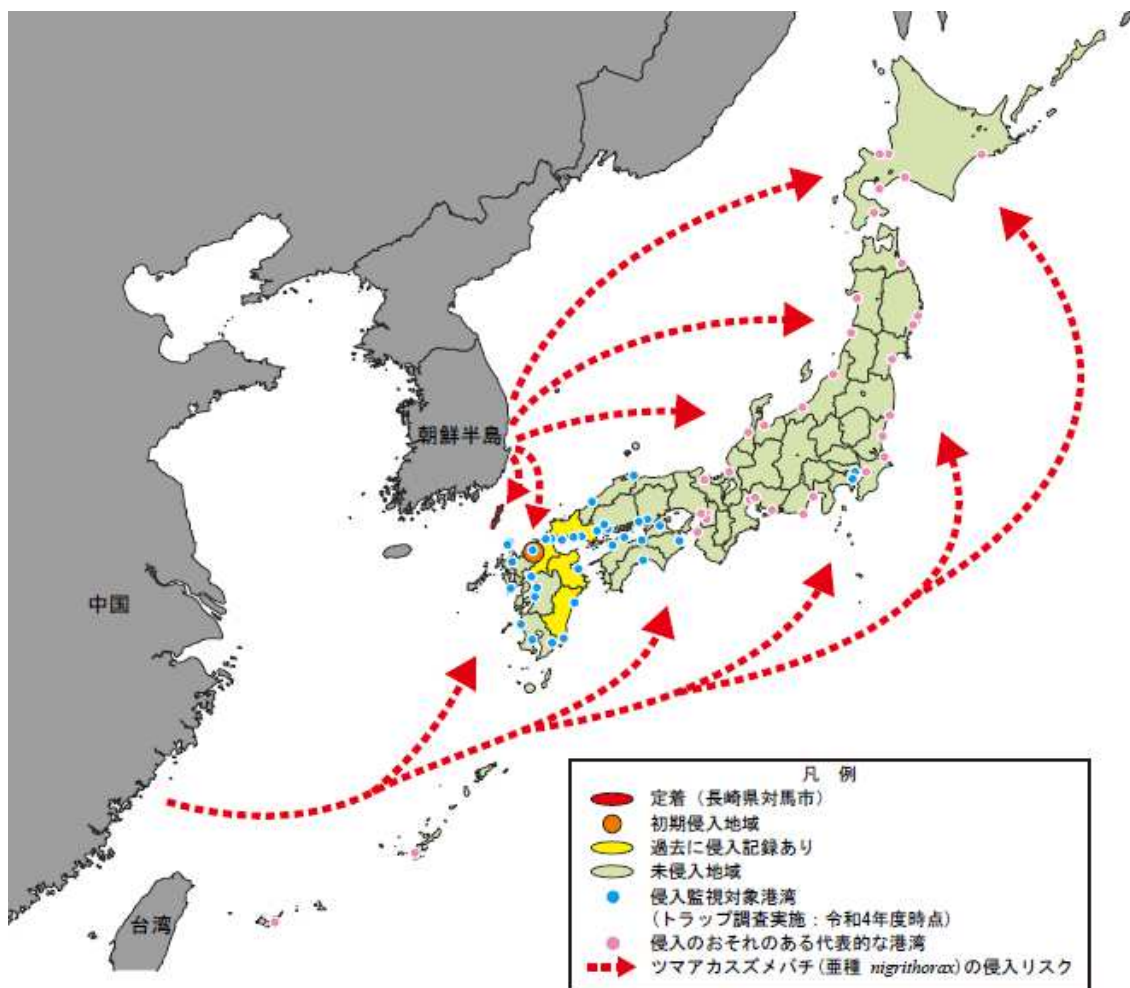 朝鮮半島
中国
台湾
凡 例
定着(長崎県対馬市)
初期侵入地域
過去に侵入記録あり
未侵入地域
侵入監視対象港湾
(トラップ調査実施:令和4年度時点)
侵入のおそれのある代表的な港湾
ツマアカスズメバチ(亜種 nigrithorax)の侵入リスク